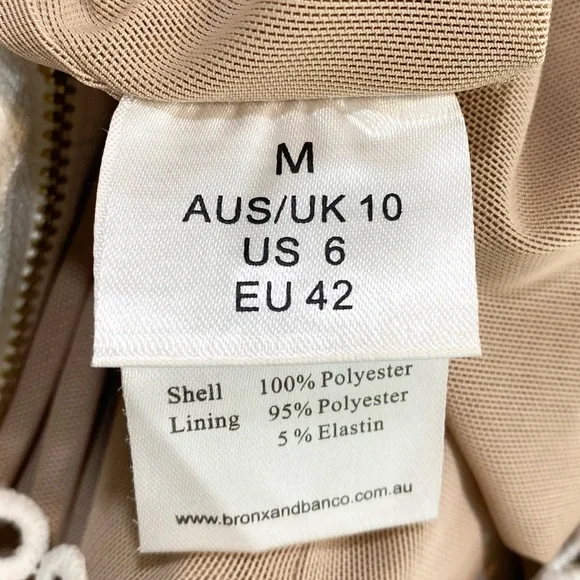 M
AUS/UK 10
US 6
EU 42
Shell 100% Polyester
Lining 95% Polyester
5% Elastin
www.bronxandbanco.com.au